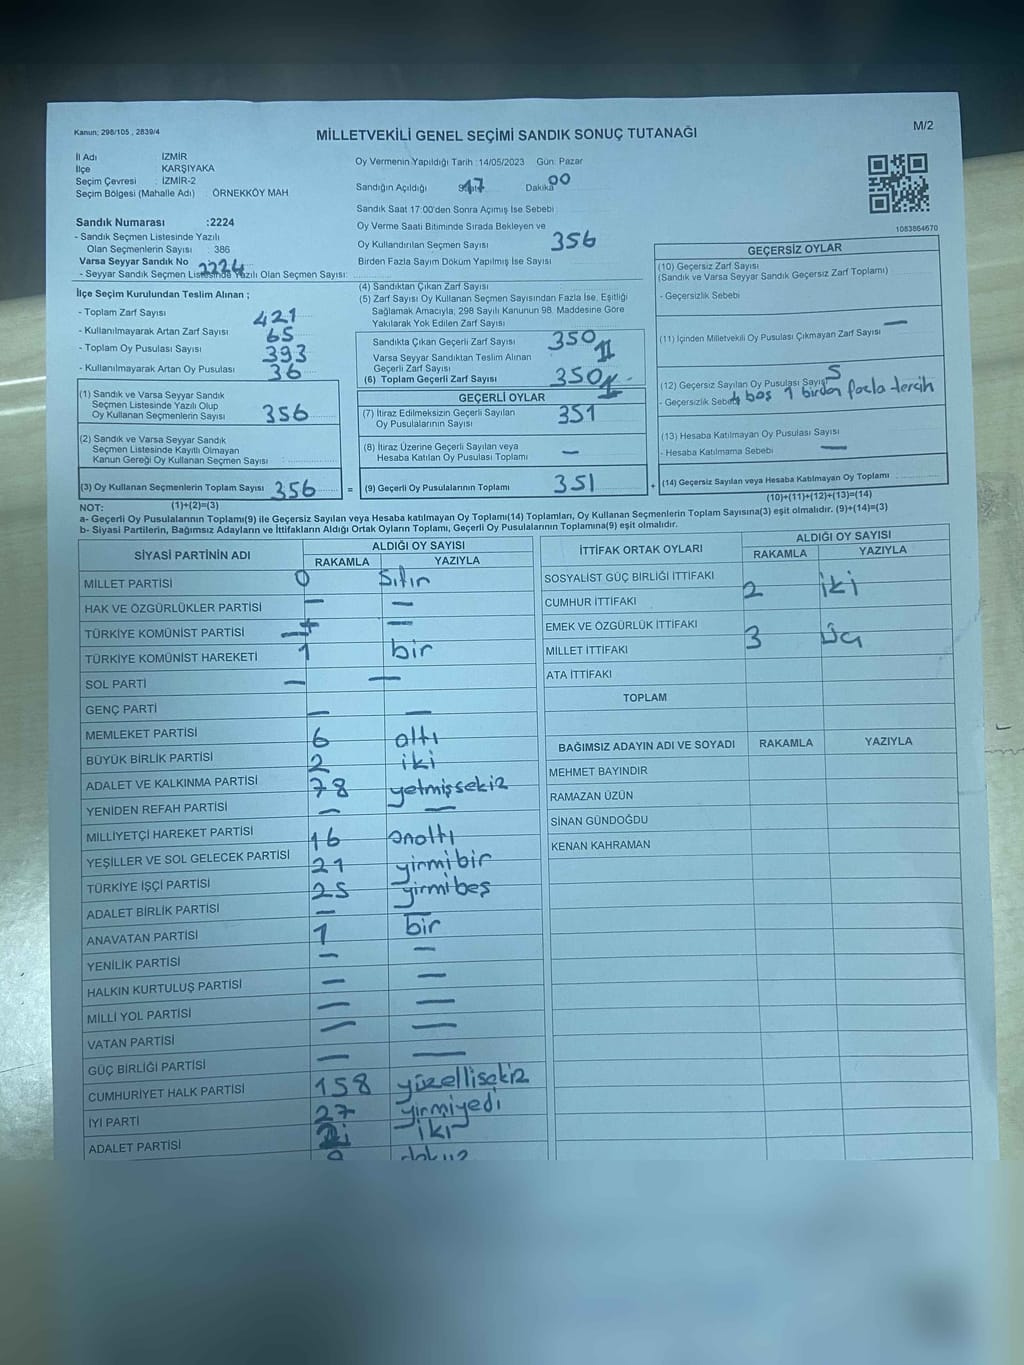 Kanun; 298/105 , 2839/4
MİLLETVEKİLİ GENEL SEÇİMİ SANDIK SONUÇ TUTANAĞI
M/2
İl Adı İZMİR
İlçe KARŞIYAKA
Seçim Çevresi : İZMİR-2
Seçim Bölgesi (Mahalle Adı) ÖRNEKKÖY MAH
Oy Vermenin Yapıldığı Tarih :14/05/2023 Gün: Pazar
Sandığın Açıldığı 17 Dakika 00
Sandık Saat 17:00'den Sonra Açımış İse Sebebi
Sandık Numarası :2224
- Sandık Seçmen Listesinde Yazılı
Olan Seçmenlerin Sayısı : 386
Varsa Seyyar Sandık No 2224
- Seyyar Sandık Seçmen Listesinde Yazılı Olan Seçmen Sayısı:
Oy Verme Saati Bitiminde Sırada Bekleyen ve
Oy Kullandırılan Seçmen Sayısı 356
Birden Fazla Sayım Döküm Yapılmış İse Sayısı
1083864670
İlçe Seçim Kurulundan Teslim Alınan ;
- Toplam Zarf Sayısı 421
- Kullanılmayarak Artan Zarf Sayısı 65
- Toplam Oy Pusulası Sayısı 393
- Kullanılmayarak Artan Oy Pusulası 36
(1) Sandık ve Varsa Seyyar Sandık
Seçmen Listesinde Yazılı Olup
Oy Kullanan Seçmenlerin Sayısı 356
(2) Sandık ve Varsa Seyyar Sandık
Seçmen Listesinde Kayıtlı Olmayan
Kanun Gereği Oy Kullanan Seçmen Sayısı :
(3) Oy Kullanan Seçmenlerin Toplam Sayısı 356 =
(4) Sandıktan Çıkan Zarf Sayısı
(5) Zarf Sayısı Oy Kullanan Seçmen Sayısından Fazla İse, Eşitliği
Sağlamak Amacıyla; 298 Sayılı Kanunun 98. Maddesine Göre
Yakılarak Yok Edilen Zarf Sayısı
Sandıkta Çıkan Geçerli Zarf Sayısı 350
Varsa Seyyar Sandıktan Teslim Alınan
Geçerli Zarf Sayısı
(6) Toplam Geçerli Zarf Sayısı 350
GEÇERLİ OYLAR
(7) İtiraz Edilmeksizin Geçerli Sayılan
Oy Pusulalarının Sayısı 351
(8) İtiraz Üzerine Geçerli Sayılan veya
Hesaba Katılan Oy Pusulası Toplamı —
(9) Geçerli Oy Pusulalarının Toplamı 351 +
GEÇERSİZ OYLAR
(10) Geçersiz Zarf Sayısı
(Sandık ve Varsa Seyyar Sandık Geçersiz Zarf Toplamı)
- Geçersizlik Sebebi
(11) İçinden Milletvekili Oy Pusulası Çıkmayan Zarf Sayısı —
(12) Geçersiz Sayılan Oy Pusulası Sayısı 5
- Geçersizlik Sebebi 4 boş 1 birden fazla tercih
(13) Hesaba Katılmayan Oy Pusulası Sayısı
- Hesaba Katılmama Sebebi —
(14) Geçersiz Sayılan veya Hesaba Katılmayan Oy Toplamı
(10)+(11)+(12)+(13)=(14)
NOT: (1)+(2)=(3)
a- Geçerli Oy Pusulalarının Toplamı(9) ile Geçersiz Sayılan veya Hesaba katılmayan Oy Toplamı(14) Toplamları, Oy Kullanan Seçmenlerin Toplam Sayısına(3) eşit olmalıdır. (9)+(14)=(3)
b- Siyasi Partilerin, Bağımsız Adayların ve İttifakların Aldığı Ortak Oyların Toplamı, Geçerli Oy Pusulalarının Toplamına(9) eşit olmalıdır.
SİYASİ PARTİNİN ADI ALDIĞI OY SAYISI
RAKAMLA YAZIYLA
MİLLET PARTİSİ 0 Sıfır
HAK VE ÖZGÜRLÜKLER PARTİSİ — —
TÜRKİYE KOMÜNİST PARTİSİ — —
TÜRKİYE KOMÜNİST HAREKETİ 1 bir
SOL PARTİ — —
GENÇ PARTİ — —
MEMLEKET PARTİSİ 6 altı
BÜYÜK BİRLİK PARTİSİ 2 iki
ADALET VE KALKINMA PARTİSİ 78 yetmişsekiz
YENİDEN REFAH PARTİSİ — —
MİLLİYETÇİ HAREKET PARTİSİ 16 onaltı
YEŞİLLER VE SOL GELECEK PARTİSİ 21 yirmibir
TÜRKİYE İŞÇİ PARTİSİ 25 yirmibeş
ADALET BİRLİK PARTİSİ — —
ANAVATAN PARTİSİ 1 bir
YENİLİK PARTİSİ — —
HALKIN KURTULUŞ PARTİSİ — —
MİLLİ YOL PARTİSİ — —
VATAN PARTİSİ — —
GÜÇ BİRLİĞİ PARTİSİ — —
CUMHURİYET HALK PARTİSİ 158 yüzellisekiz
İYİ PARTİ 27 yirmiyedi
ADALET PARTİSİ iki
İTTİFAK ORTAK OYLARI ALDIĞI OY SAYISI
RAKAMLA YAZIYLA
SOSYALİST GÜÇ BİRLİĞİ İTTİFAKI
CUMHUR İTTİFAKI 2 iki
EMEK VE ÖZGÜRLÜK İTTİFAKI
MİLLET İTTİFAKI 3 üç
ATA İTTİFAKI
TOPLAM
BAĞIMSIZ ADAYIN ADI VE SOYADI RAKAMLA YAZIYLA
MEHMET BAYINDIR
RAMAZAN ÜZÜN
SİNAN GÜNDOĞDU
KENAN KAHRAMAN